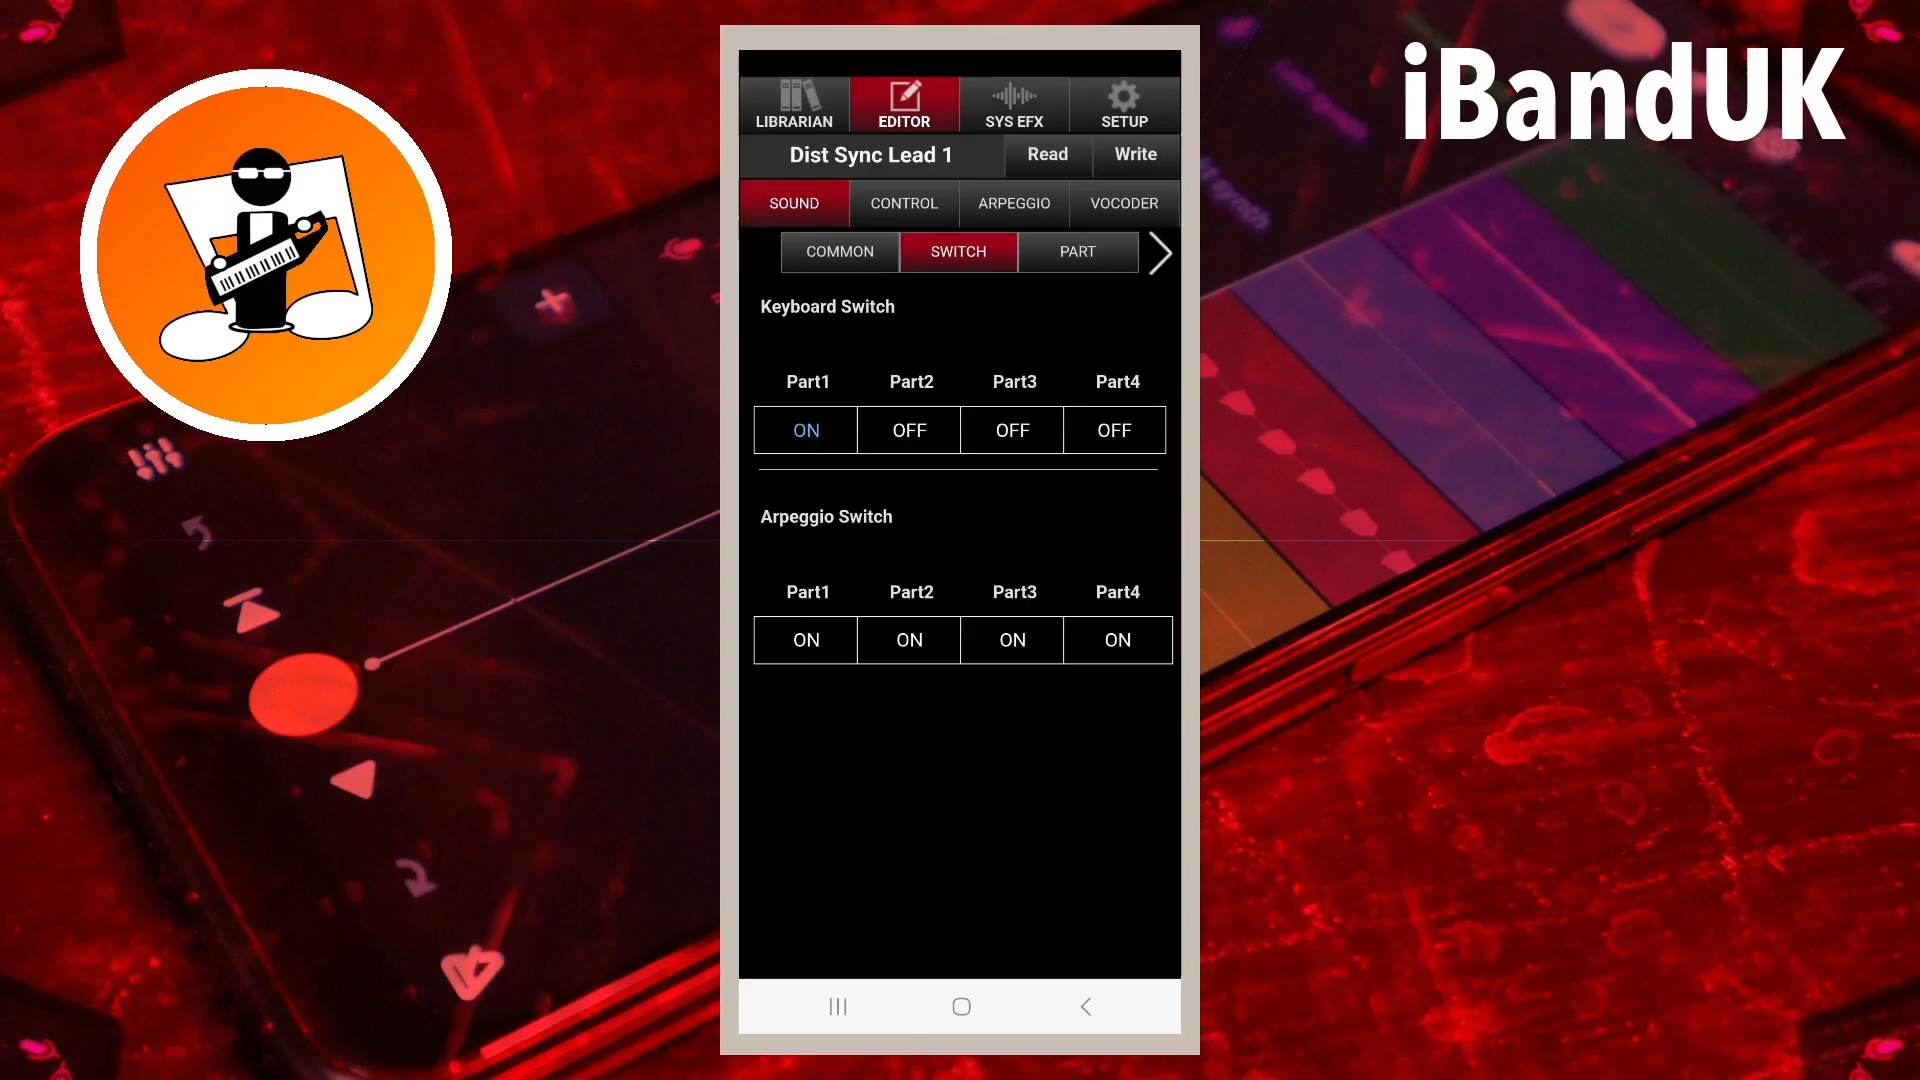 iBandUK
LIBRARIAN EDITOR SYS EFX SETUP
Dist Sync Lead 1 Read Write
SOUND CONTROL ARPEGGIO VOCODER
COMMON SWITCH PART
Keyboard Switch
Part1 Part2 Part3 Part4
ON OFF OFF OFF
Arpeggio Switch
Part1 Part2 Part3 Part4
ON ON ON ON